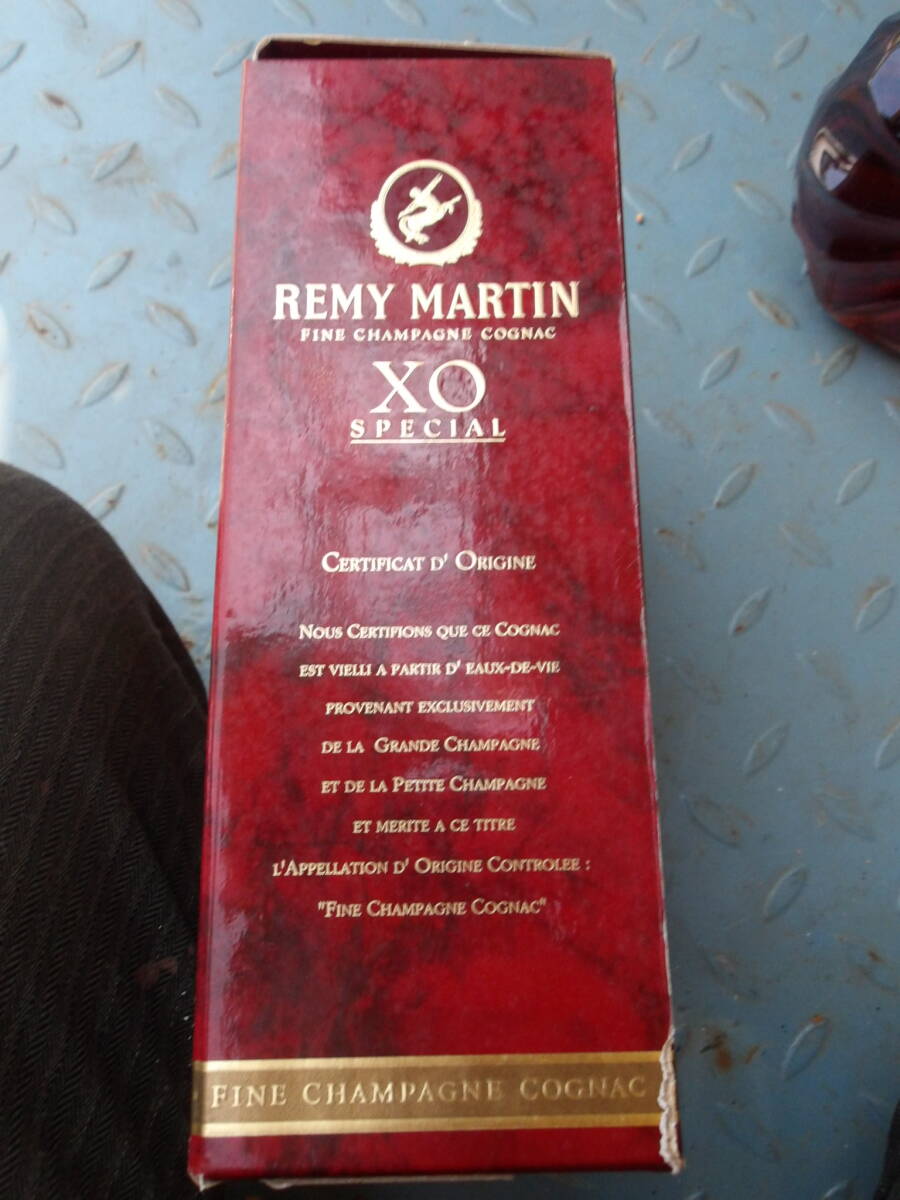 REMY MARTIN
FINE CHAMPAGNE COGNAC
XO
SPECIAL
CERTIFICAT D' ORIGINE
NOUS CERTIFIONS QUE CE COGNAC
EST VIELLI A PARTIR D' EAUX-DE-VIE
PROVENANT EXCLUSIVEMENT
DE LA GRANDE CHAMPAGNE
ET DE LA PETITE CHAMPAGNE
ET MERITE A CE TITRE
L'APPELLATION D' ORIGINE CONTROLEE :
"FINE CHAMPAGNE COGNAC"
FINE CHAMPAGNE COGNAC